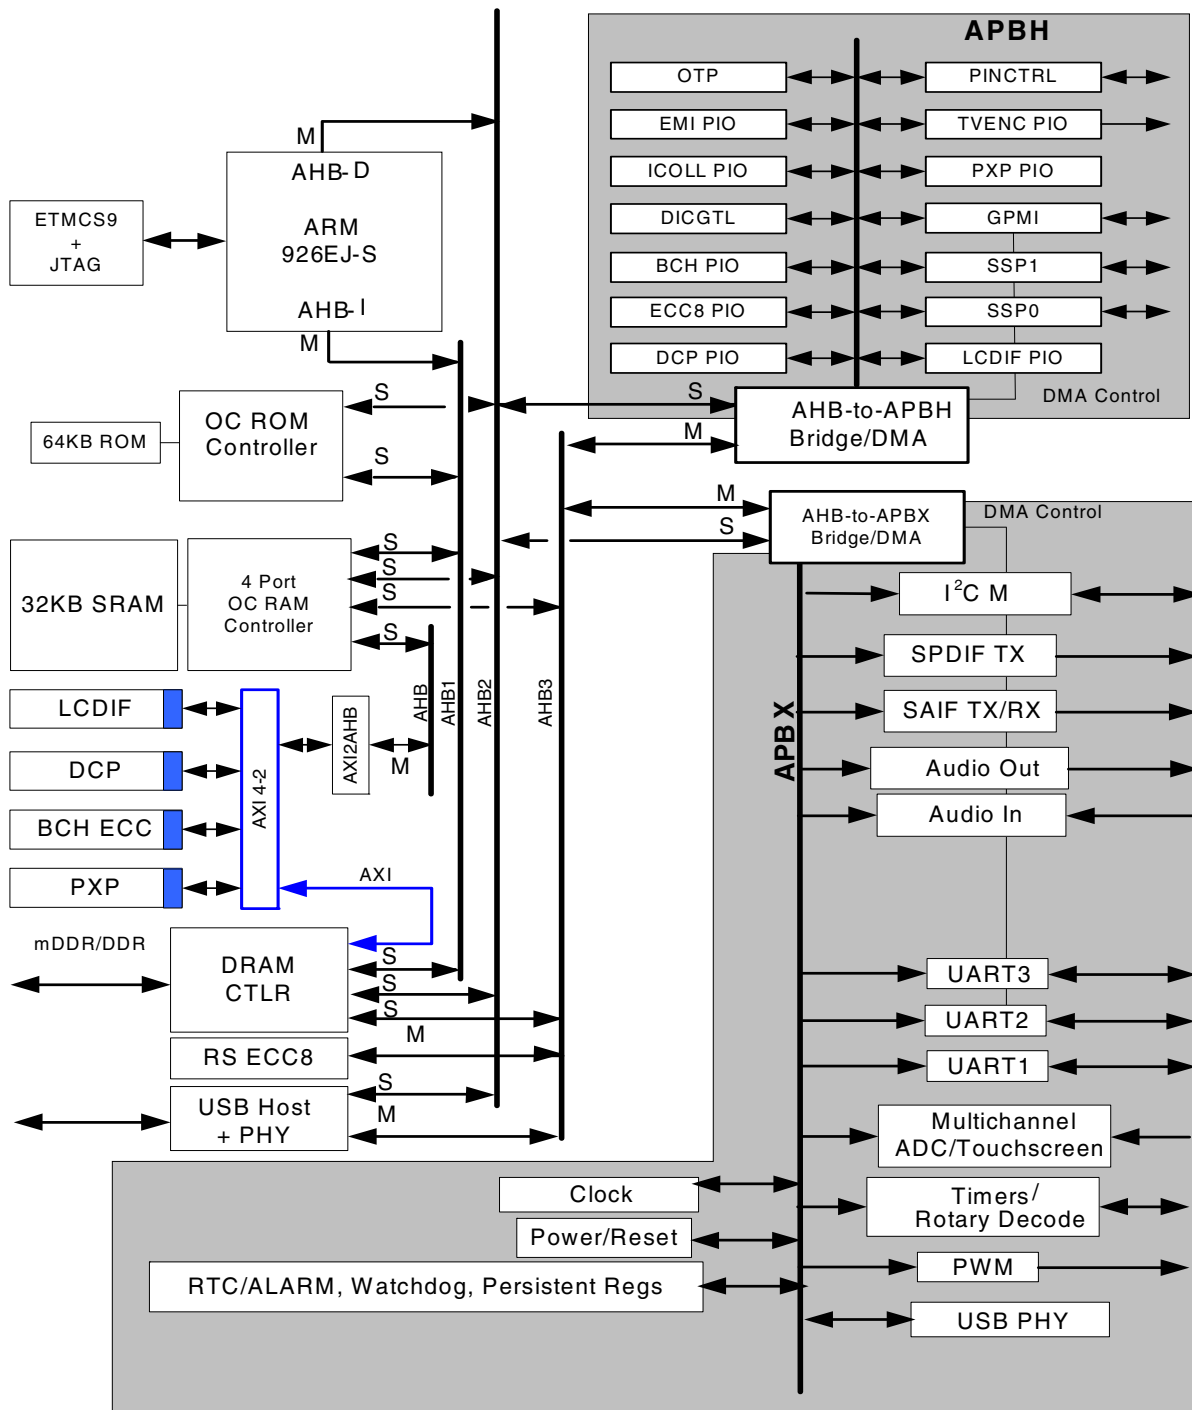 APBH
OTP
PINCTRL
EMI PIO
TVENC PIO
ICOLL PIO
PXP PIO
DICGTL
GPMI
BCH PIO
SSP1
ECC8 PIO
SSP0
DCP PIO
LCDIF PIO
DMA Control
AHB-to-APBH
Bridge/DMA
S
M
M
AHB-D
ARM
926EJ-S
AHB-I
M
ETMCS9
+
JTAG
64KB ROM
OC ROM
Controller
S
S
32KB SRAM
4 Port
OC RAM
Controller
S
S
S
S
AHB
AHB1
AHB2
AHB3
LCDIF
DCP
BCH ECC
PXP
AXI 4-2
AXI2AHB
M
AXI
mDDR/DDR
DRAM
CTLR
S
S
S
M
RS ECC8
USB Host
+ PHY
S
M
M
S
AHB-to-APBX
Bridge/DMA
DMA Control
APBX
I²C M
SPDIF TX
SAIF TX/RX
Audio Out
Audio In
UART3
UART2
UART1
Multichannel
ADC/Touchscreen
Timers/
Rotary Decode
PWM
USB PHY
Clock
Power/Reset
RTC/ALARM, Watchdog, Persistent Regs